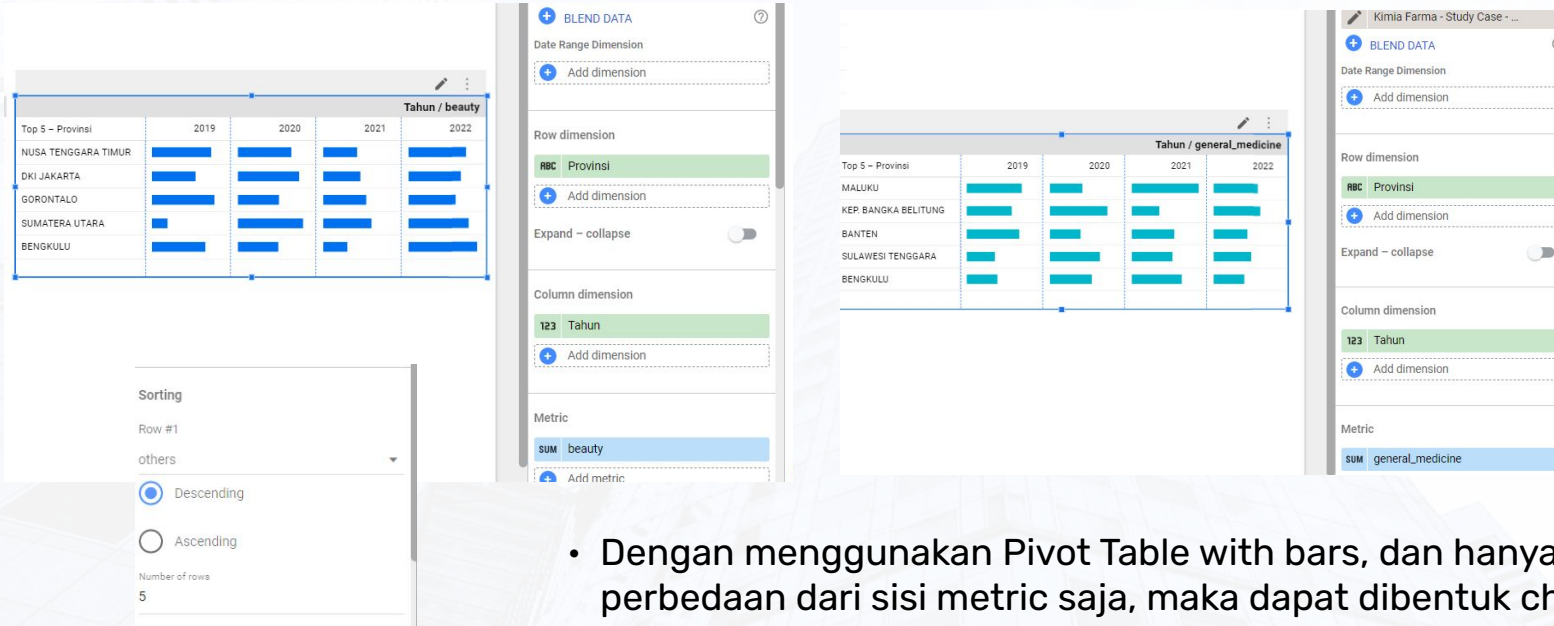 Tahun / beauty
Top 5 – Provinsi 2019 2020 2021 2022
NUSA TENGGARA TIMUR
DKI JAKARTA
GORONTALO
SUMATERA UTARA
BENGKULU
BLEND DATA
Date Range Dimension
Add dimension
Row dimension
ABC Provinsi
Add dimension
Expand – collapse
Column dimension
123 Tahun
Add dimension
Metric
SUM beauty
Add metric
Tahun / general_medicine
Top 5 – Provinsi 2019 2020 2021 2022
MALUKU
KEP. BANGKA BELITUNG
BANTEN
SULAWESI TENGGARA
BENGKULU
Kimia Farma - Study Case - ...
BLEND DATA
Date Range Dimension
Add dimension
Row dimension
ABC Provinsi
Add dimension
Expand – collapse
Column dimension
123 Tahun
Add dimension
Metric
SUM general_medicine
Sorting
Row #1
others
Descending
Ascending
Number of rows
5
• Dengan menggunakan Pivot Table with bars, dan hanya
perbedaan dari sisi metric saja, maka dapat dibentuk